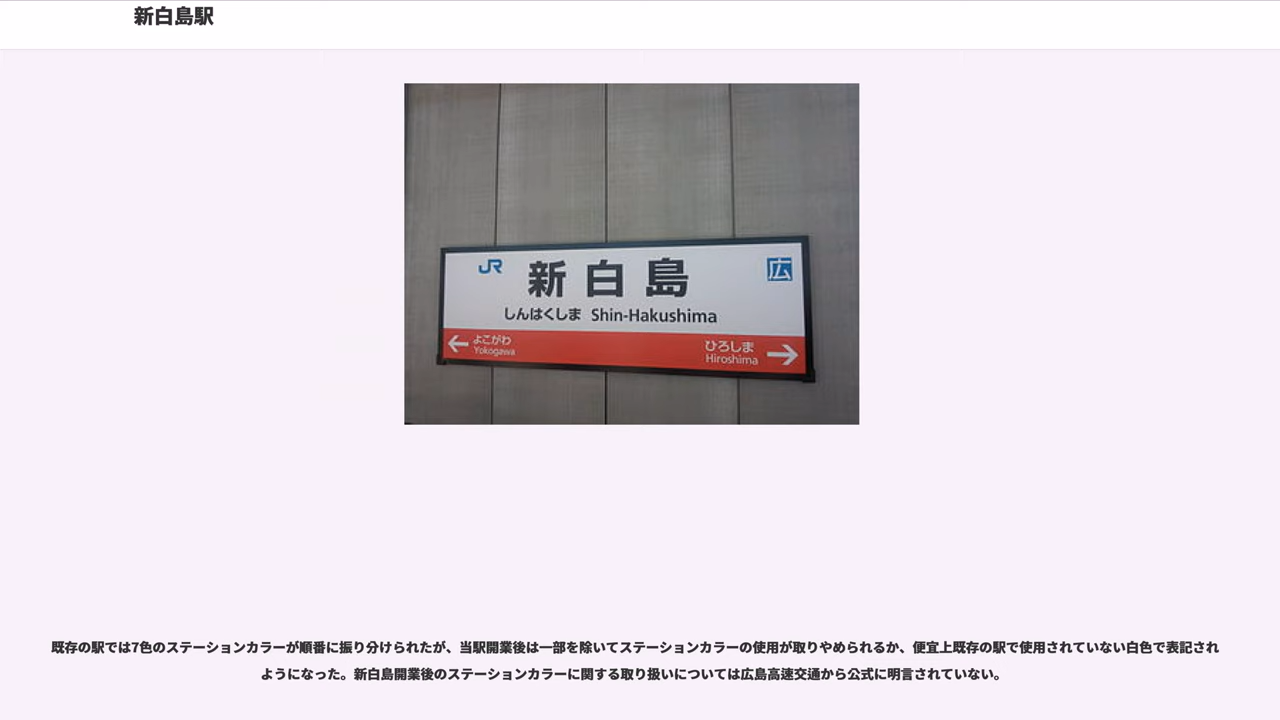 新白島駅
JR
新白島
広
しんはくしま Shin-Hakushima
よこがわ
Yokogawa
ひろしま
Hiroshima
既存の駅では7色のステーションカラーが順番に振り分けられたが、当駅開業後は一部を除いてステーションカラーの使用が取りやめられるか、便宜上既存の駅で使用されていない白色で表記され
ようになった。新白島開業後のステーションカラーに関する取り扱いについては広島高速交通から公式に明言されていない。